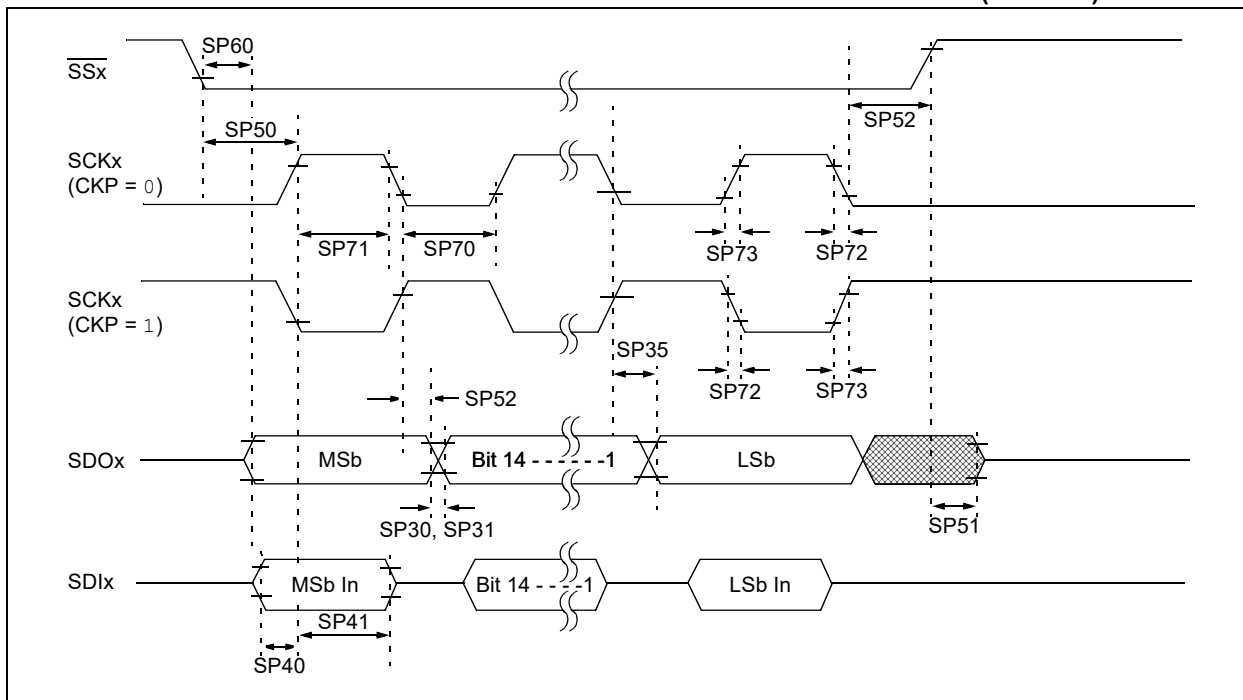 SP60
SSx
SP52
SP50
SCKx
(CKP = 0)
SP71
SP70
SP73
SP72
SCKx
(CKP = 1)
SP35
SP72
SP73
SP52
SDOx
MSb
Bit 14 - - - - - -1
LSb
SP30, SP31
SP51
SDIx
MSb In
Bit 14 - - - -1
LSb In
SP41
SP40